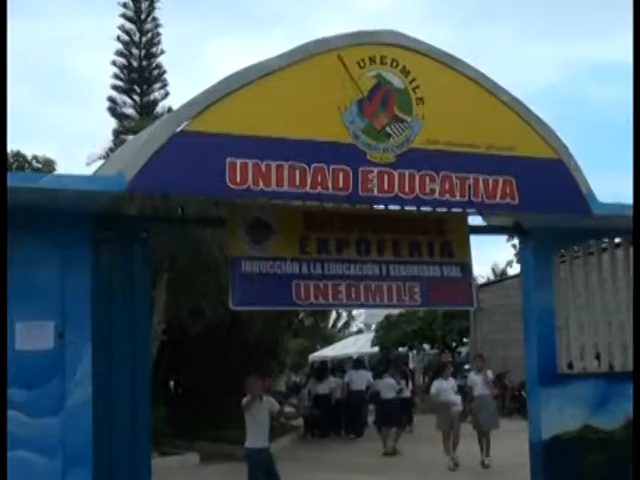 UNEDMILE
UNIDAD EDUCATIVA
EXPOFERIA
INDUCCIÓN A LA EDUCACIÓN Y SEGURIDAD VIAL
UNEDMILE